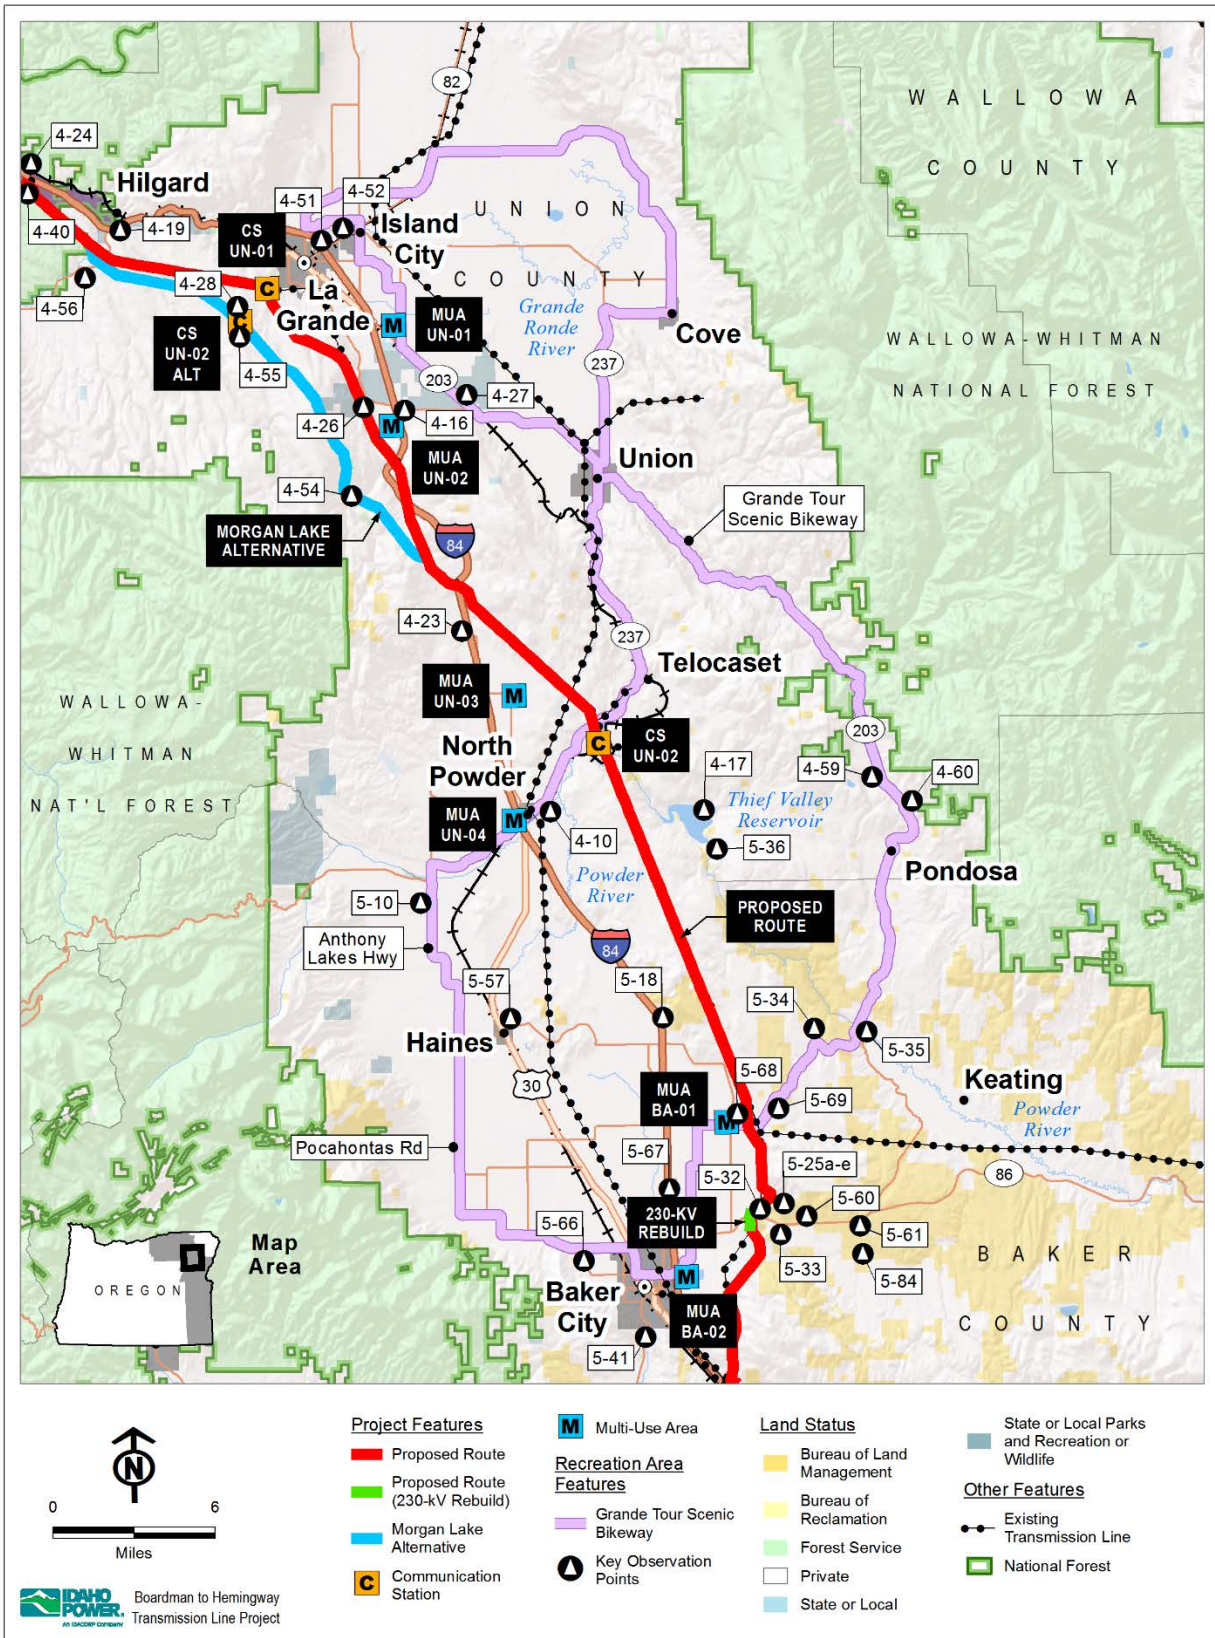 82
WALLOWA
COUNTY
4-24
Hilgard
4-51
4-52
UNION
COUNTY
4-40
4-19
CS
UN-01
Island
City
4-56
4-28
La
Grande
MUA
UN-01
Grande
Ronde
River
Cove
CS
UN-02
ALT
4-55
203
237
WALLOWA-WHITMAN
NATIONAL FOREST
4-27
4-26
4-16
MUA
UN-02
Union
4-54
Grande Tour
Scenic Bikeway
MORGAN LAKE
ALTERNATIVE
84
4-23
237
Telocaset
WALLOWA-
WHITMAN
NAT'L FOREST
MUA
UN-03
203
North
Powder
CS
UN-02
4-17
4-59
4-60
Thief Valley
Reservoir
MUA
UN-04
4-10
5-36
Pondosa
Powder
River
5-10
PROPOSED
ROUTE
Anthony
Lakes Hwy
84
5-57
5-18
5-34
5-35
Haines
30
5-68
Keating
MUA
BA-01
5-69
Powder
River
Pocahontas Rd
5-67
5-32
5-25a-e
86
5-60
230-KV
REBUILD
5-66
5-61
5-33
5-84
BAKER
COUNTY
Map
Area
OREGON
Baker
City
MUA
BA-02
5-41
M
M
M
M
M
M
C
C
C
N
0 6
Miles
IDAHO
POWER.
AN IDACORP Company
Boardman to Hemingway
Transmission Line Project
Project Features
Proposed Route
Proposed Route
(230-kV Rebuild)
Morgan Lake
Alternative
C
Communication
Station
M
Multi-Use Area
Recreation Area
Features
Grande Tour Scenic
Bikeway
Key Observation
Points
Land Status
Bureau of Land
Management
Bureau of
Reclamation
Forest Service
Private
State or Local
State or Local Parks
and Recreation or
Wildlife
Other Features
Existing
Transmission Line
National Forest